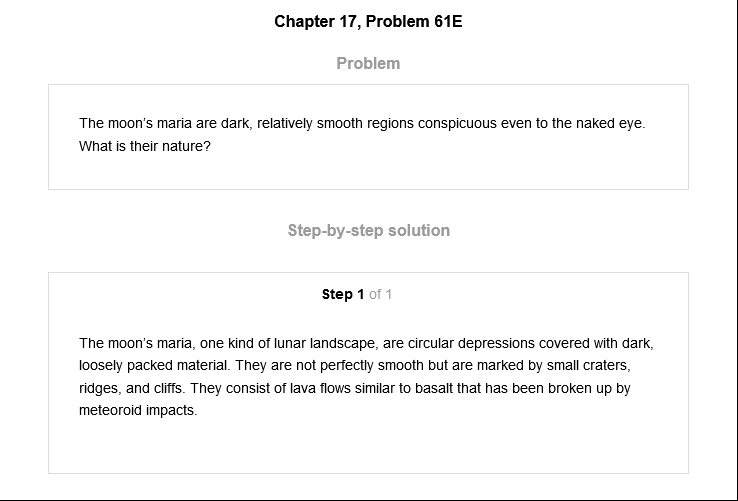 Chapter 17, Problem 61E
Problem
The moon’s maria are dark, relatively smooth regions conspicuous even to the naked eye.
What is their nature?
Step-by-step solution
Step 1 of 1
The moon’s maria, one kind of lunar landscape, are circular depressions covered with dark,
loosely packed material. They are not perfectly smooth but are marked by small craters,
ridges, and cliffs. They consist of lava flows similar to basalt that has been broken up by
meteoroid impacts.